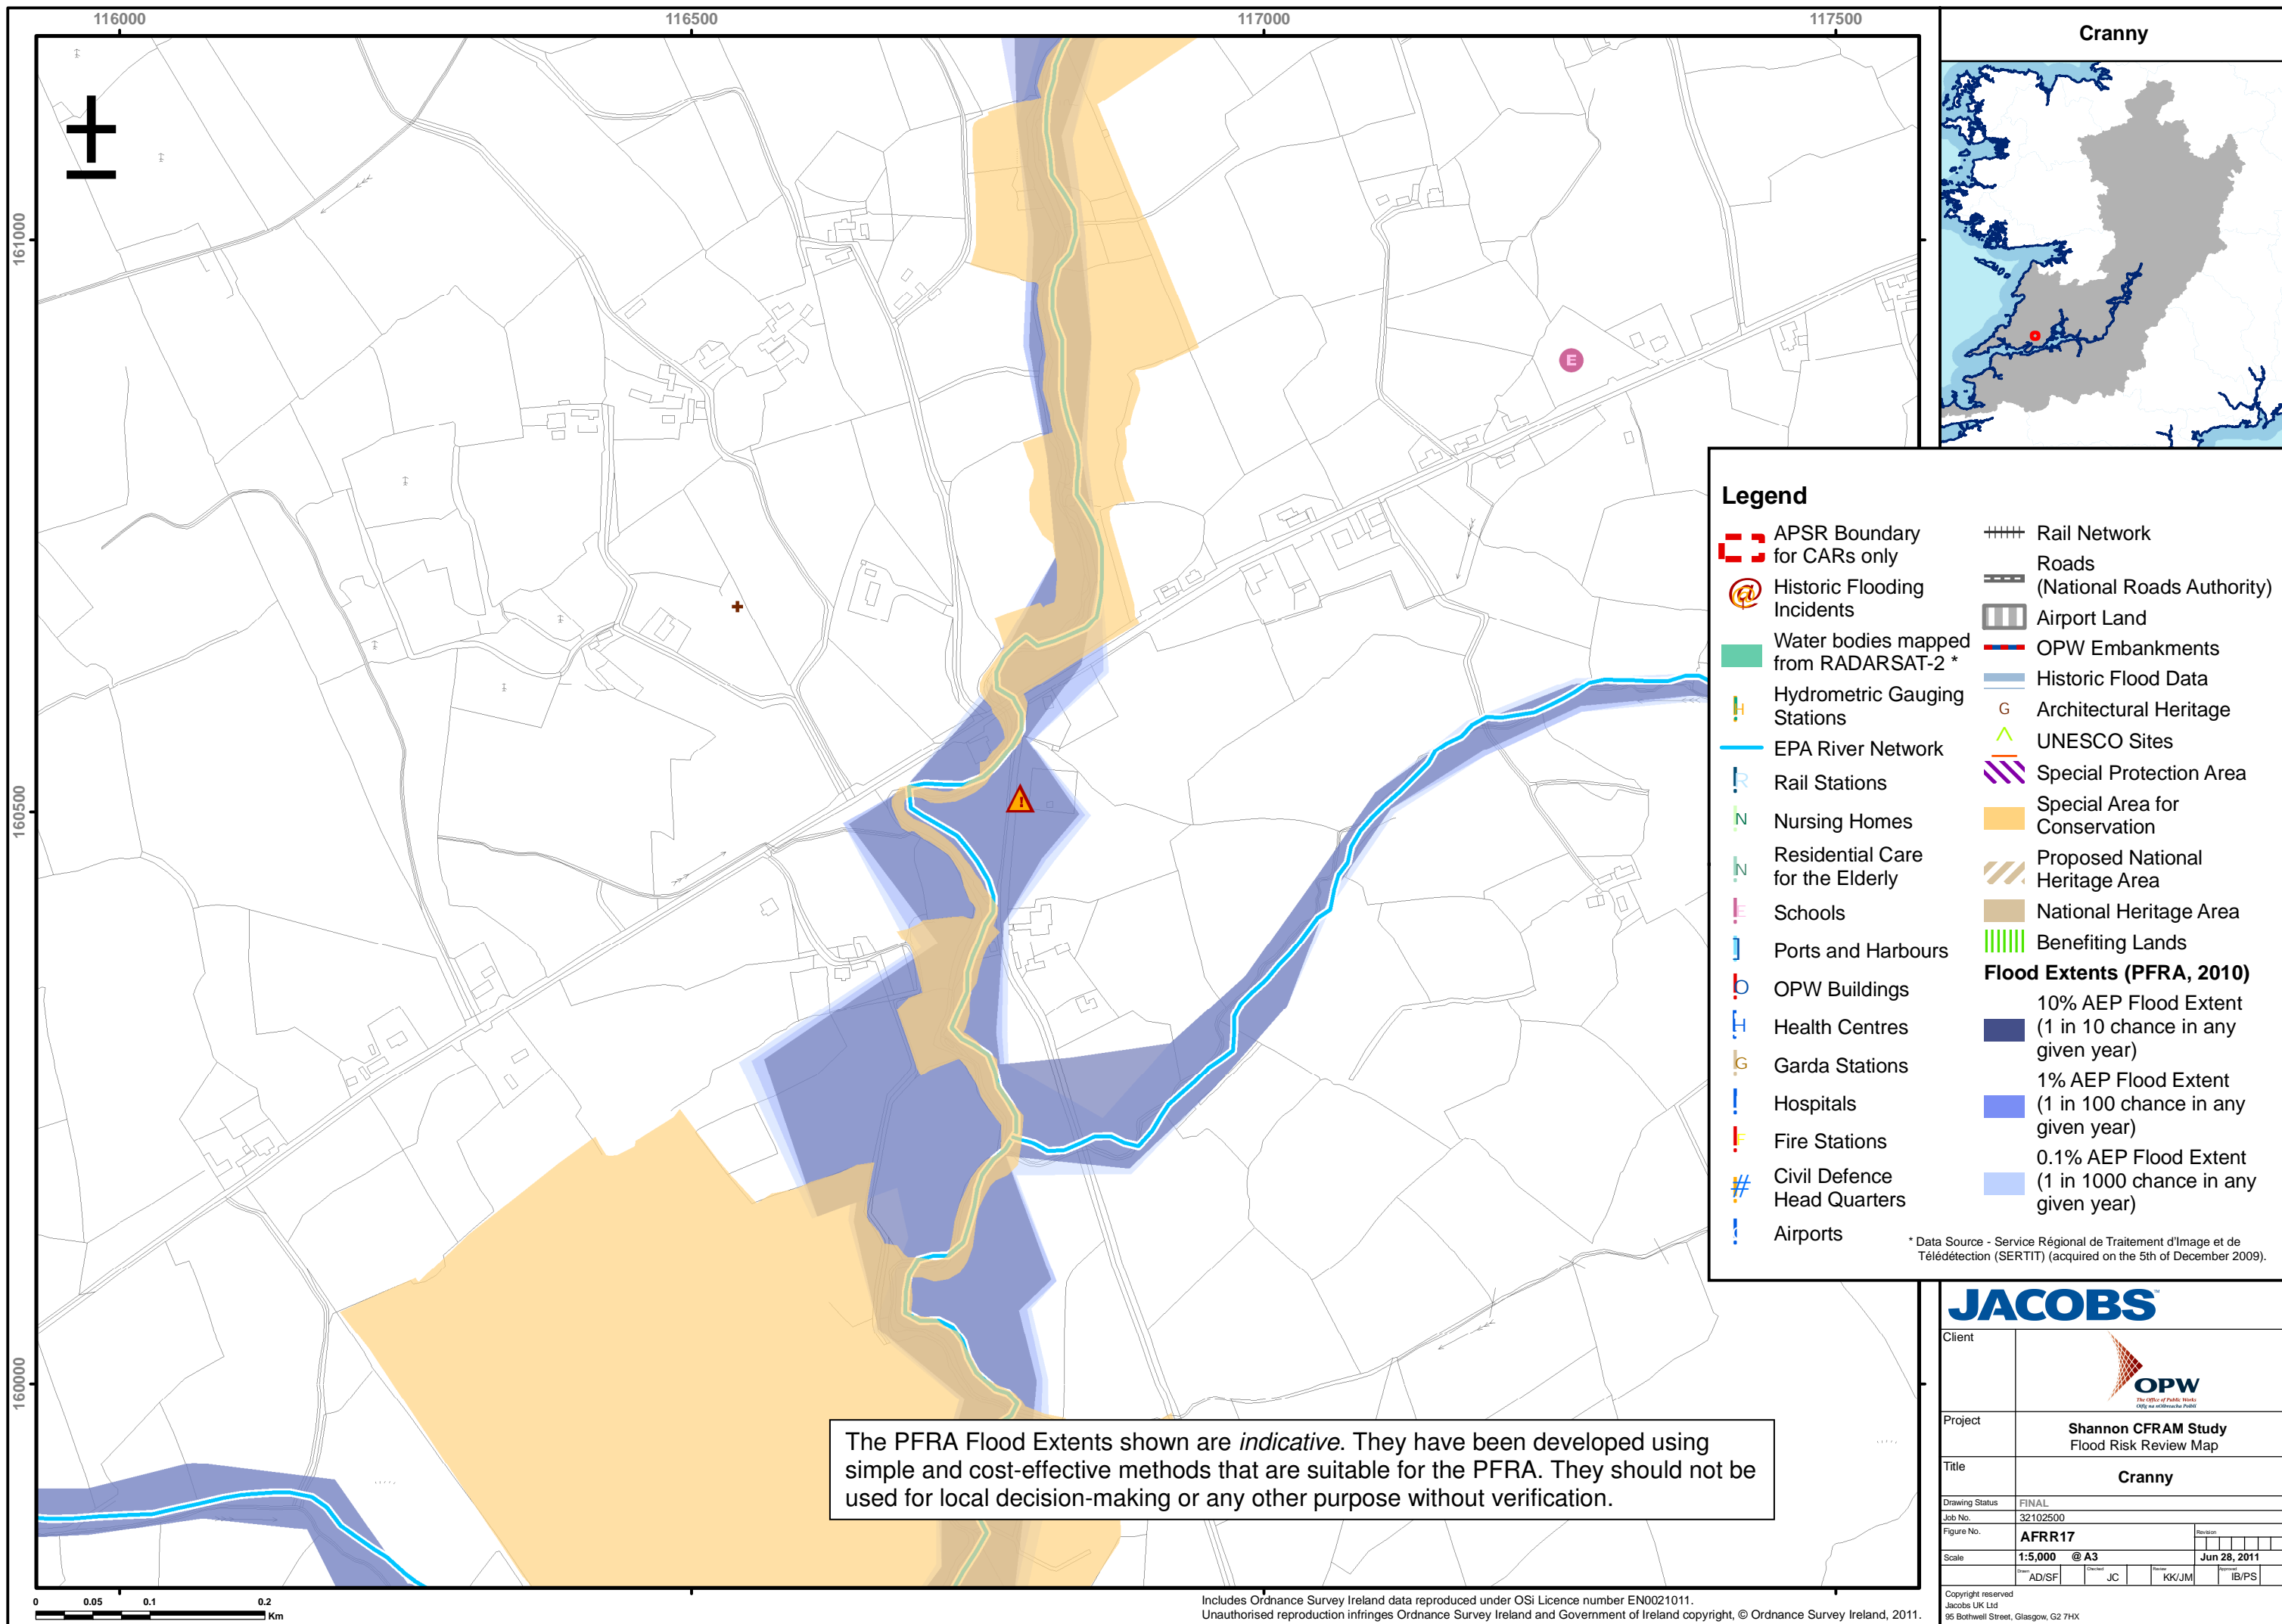 116000
116500
117000
117500
161000
160500
160000
E
Cranny
Legend
APSR Boundary
for CARs only
Historic Flooding
Incidents
Water bodies mapped
from RADARSAT-2 *
Hydrometric Gauging
Stations
EPA River Network
Rail Stations
Nursing Homes
Residential Care
for the Elderly
Schools
Ports and Harbours
OPW Buildings
Health Centres
Garda Stations
Hospitals
Fire Stations
Civil Defence
Head Quarters
Airports
Rail Network
Roads
(National Roads Authority)
Airport Land
OPW Embankments
Historic Flood Data
G Architectural Heritage
UNESCO Sites
Special Protection Area
Special Area for
Conservation
Proposed National
Heritage Area
National Heritage Area
Benefiting Lands
Flood Extents (PFRA, 2010)
10% AEP Flood Extent
(1 in 10 chance in any
given year)
1% AEP Flood Extent
(1 in 100 chance in any
given year)
0.1% AEP Flood Extent
(1 in 1000 chance in any
given year)
* Data Source - Service Régional de Traitement d'Image et de
Télédétection (SERTIT) (acquired on the 5th of December 2009).
The PFRA Flood Extents shown are indicative. They have been developed using
simple and cost-effective methods that are suitable for the PFRA. They should not be
used for local decision-making or any other purpose without verification.
JACOBS
Client
OPW
The Office of Public Works
Oifig na nOibreacha Poiblí
Project
Shannon CFRAM Study
Flood Risk Review Map
Title
Cranny
Drawing Status FINAL
Job No. 32102500
Figure No. AFRR17
Revision
Scale 1:5,000 @ A3 Jun 28, 2011
Drawn AD/SF Checked JC Review KK/JM Approved IB/PS
Copyright reserved
Jacobs UK Ltd
95 Bothwell Street, Glasgow, G2 7HX
0 0.05 0.1 0.2
Km
Includes Ordnance Survey Ireland data reproduced under OSi Licence number EN0021011.
Unauthorised reproduction infringes Ordnance Survey Ireland and Government of Ireland copyright, © Ordnance Survey Ireland, 2011.